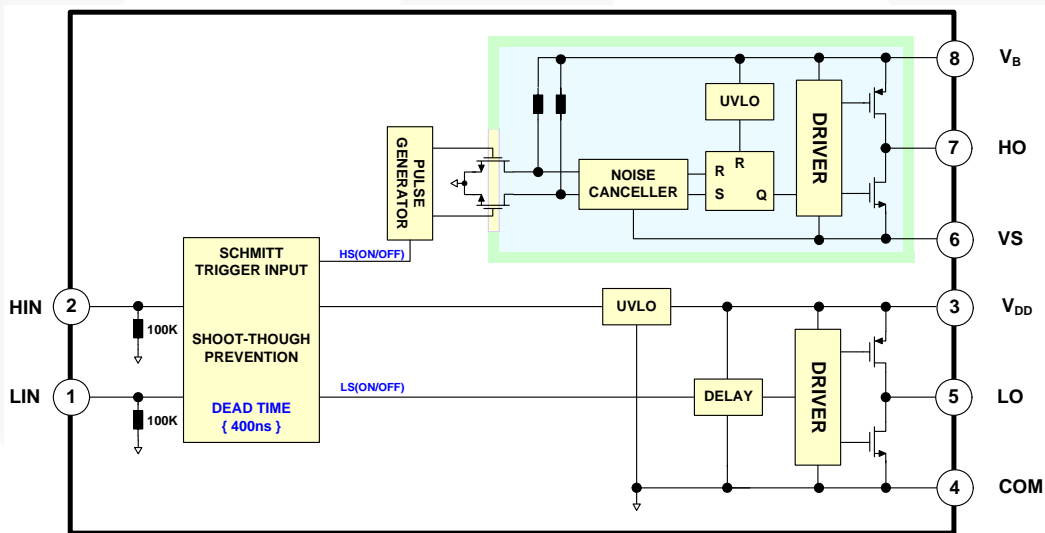 8
V_B
UVLO
DRIVER
PULSE
GENERATOR
7
HO
R
NOISE
CANCELLER
R
S
Q
6
VS
SCHMITT
TRIGGER INPUT
HS(ON/OFF)
HIN
2
100K
UVLO
3
V_DD
SHOOT-THOUGH
PREVENTION
DRIVER
LIN
1
LS(ON/OFF)
DELAY
5
LO
100K
DEAD TIME
{ 400ns }
4
COM